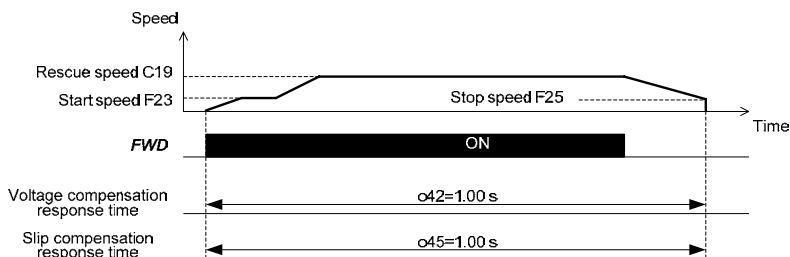 Speed
Rescue speed C19
Start speed F23
Stop speed F25
Time
FWD
ON
Voltage compensation
response time
o42=1.00 s
Slip compensation
response time
o45=1.00 s